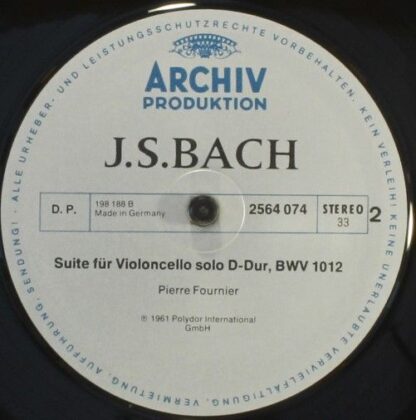 ALLE URHEBER- UND LEISTUNGSSCHUTZRECHTE VORBEHALTEN. KEIN VERLEIH! KEINE UNERLAUBTE VERVIELFÄLTIGUNG, VERMIETUNG, AUFFÜHRUNG, SENDUNG!
ARCHIV
PRODUKTION
J.S.BACH
D. P.
198 188 B
Made in Germany
2564 074
STEREO
33
2
Suite für Violoncello solo D-Dur, BWV 1012
Pierre Fournier
℗ 1961 Polydor International
GmbH